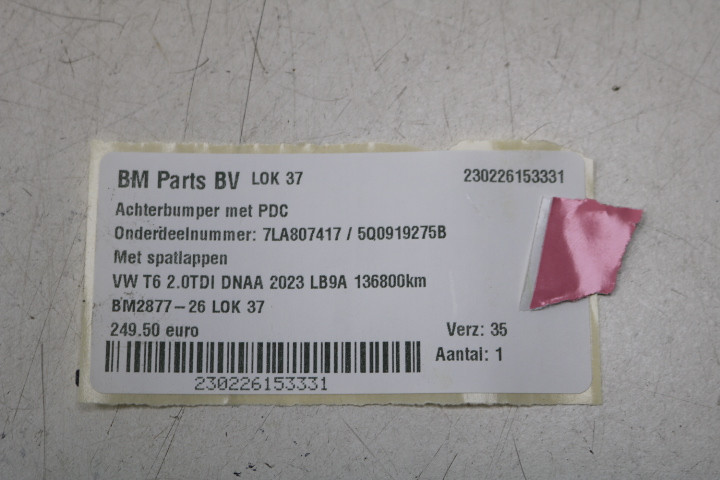 BM Parts BV LOK 37 230226153331
Achterbumper met PDC
Onderdeelnummer: 7LA807417 / 5Q0919275B
Met spatlappen
VW T6 2.0TDI DNAA 2023 LB9A 136800km
BM2877-26 LOK 37
249.50 euro Verz: 35
Aantal: 1
230226153331